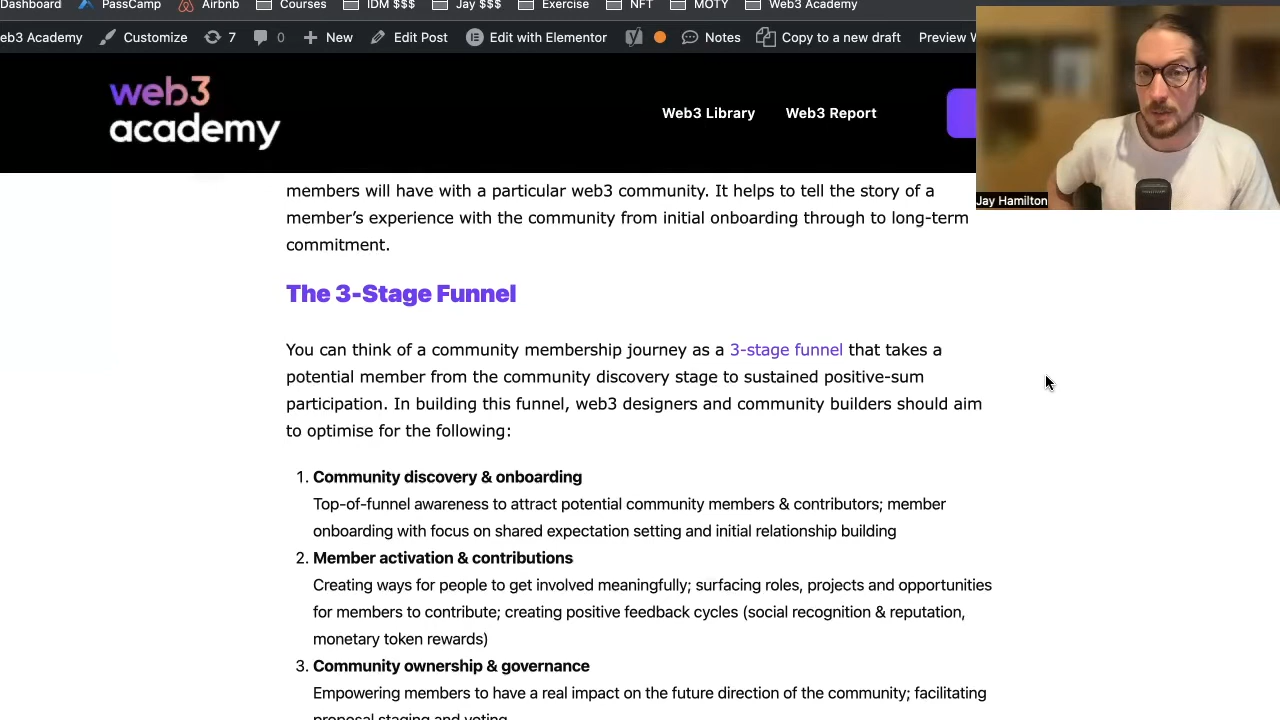 Dashboard PassCamp Airbnb Courses IDM $$$ Jay $$$ Exercise NFT MOTY Web3 Academy
eb3 Academy Customize 7 0 New Edit Post Edit with Elementor Notes Copy to a new draft Preview
web3
academy
Web3 Library Web3 Report
Jay Hamilton
members will have with a particular web3 community. It helps to tell the story of a
member’s experience with the community from initial onboarding through to long-term
commitment.
The 3-Stage Funnel
You can think of a community membership journey as a 3-stage funnel that takes a
potential member from the community discovery stage to sustained positive-sum
participation. In building this funnel, web3 designers and community builders should aim
to optimise for the following:
1. Community discovery & onboarding
Top-of-funnel awareness to attract potential community members & contributors; member
onboarding with focus on shared expectation setting and initial relationship building
2. Member activation & contributions
Creating ways for people to get involved meaningfully; surfacing roles, projects and opportunities
for members to contribute; creating positive feedback cycles (social recognition & reputation,
monetary token rewards)
3. Community ownership & governance
Empowering members to have a real impact on the future direction of the community; facilitating
proposal staging and voting